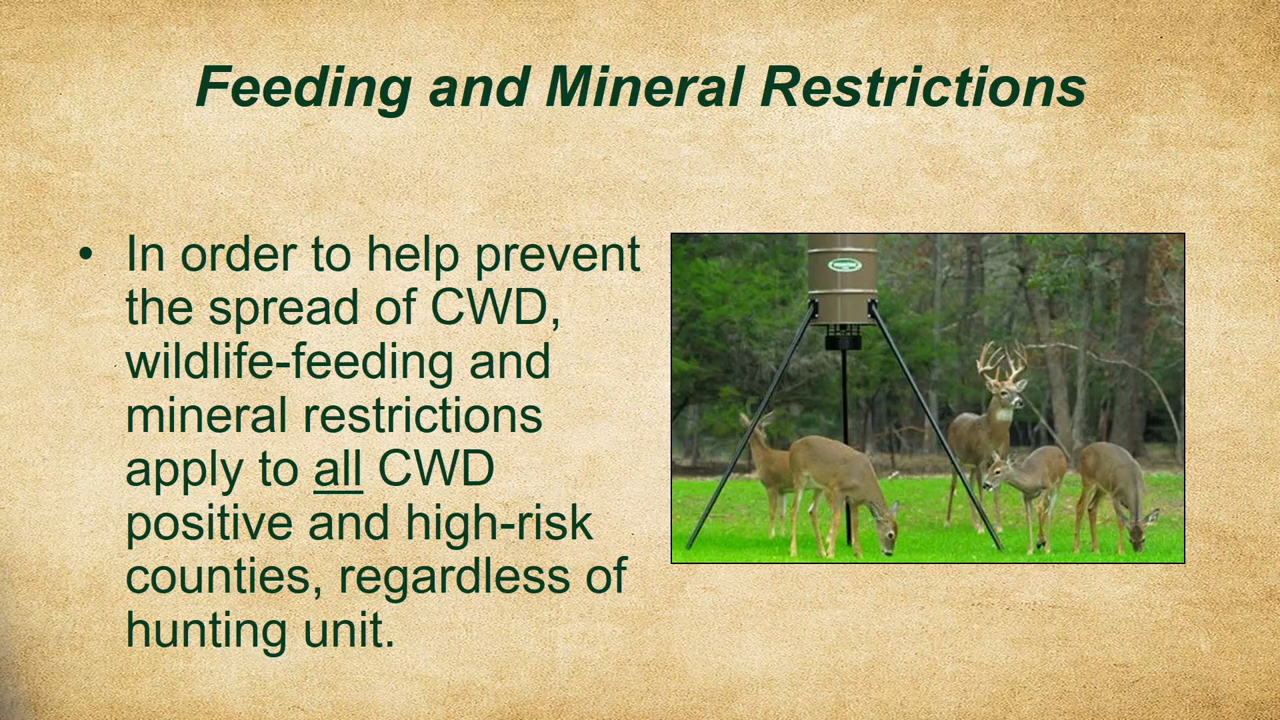 Feeding and Mineral Restrictions
• In order to help prevent
the spread of CWD,
wildlife-feeding and
mineral restrictions
apply to all CWD
positive and high-risk
counties, regardless of
hunting unit.